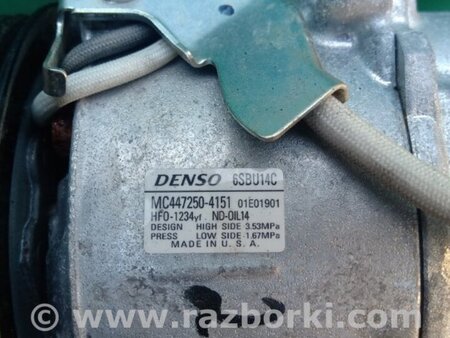 DENSO 6SBU14C
MC447250-4151 01E01901
HFO-1234yf ND-OIL14
DESIGN HIGH SIDE 3.53MPa
PRESS LOW SIDE 1.67MPa
MADE IN U.S.A.
www.razborki.com